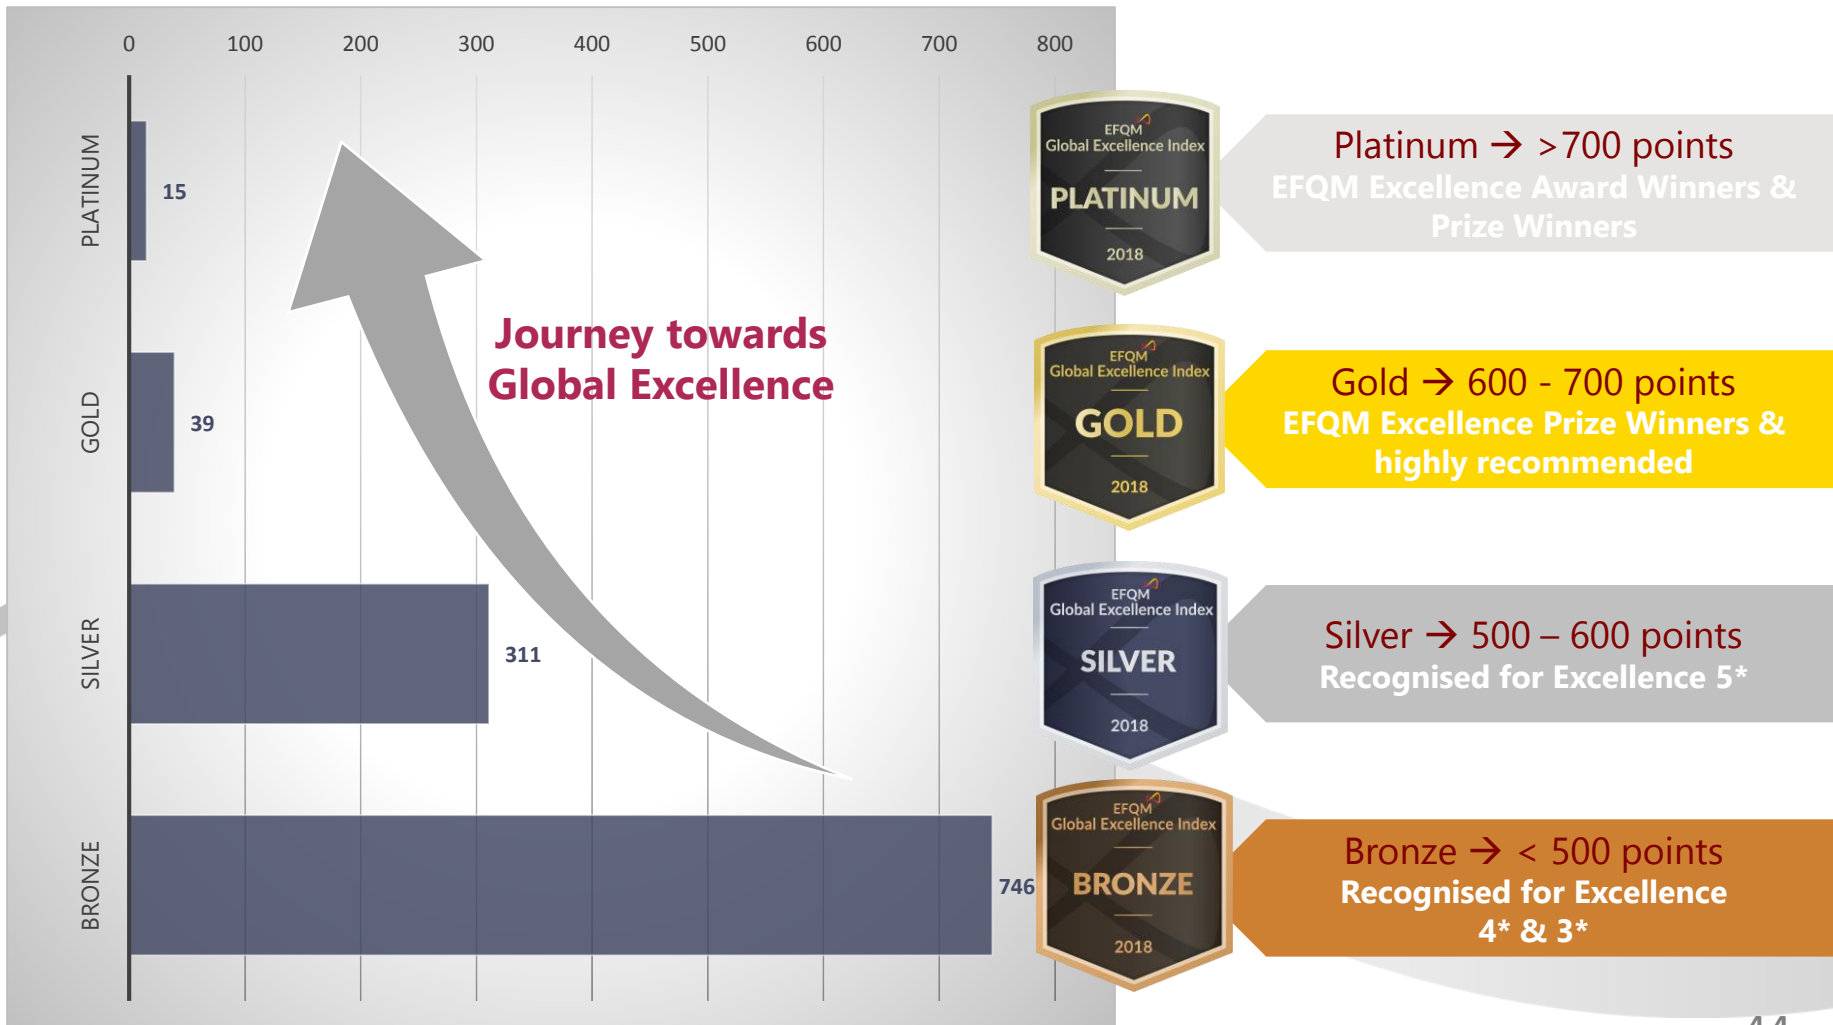 0 100 200 300 400 500 600 700 800
PLATINUM
15
GOLD
39
SILVER
311
BRONZE
746
Journey towards
Global Excellence
EFQM
Global Excellence Index
PLATINUM
2018
Platinum → >700 points
EFQM Excellence Award Winners &
Prize Winners
EFQM
Global Excellence Index
GOLD
2018
Gold → 600 - 700 points
EFQM Excellence Prize Winners &
highly recommended
EFQM
Global Excellence Index
SILVER
2018
Silver → 500 – 600 points
Recognised for Excellence 5*
EFQM
Global Excellence Index
BRONZE
2018
Bronze → < 500 points
Recognised for Excellence
4* & 3*